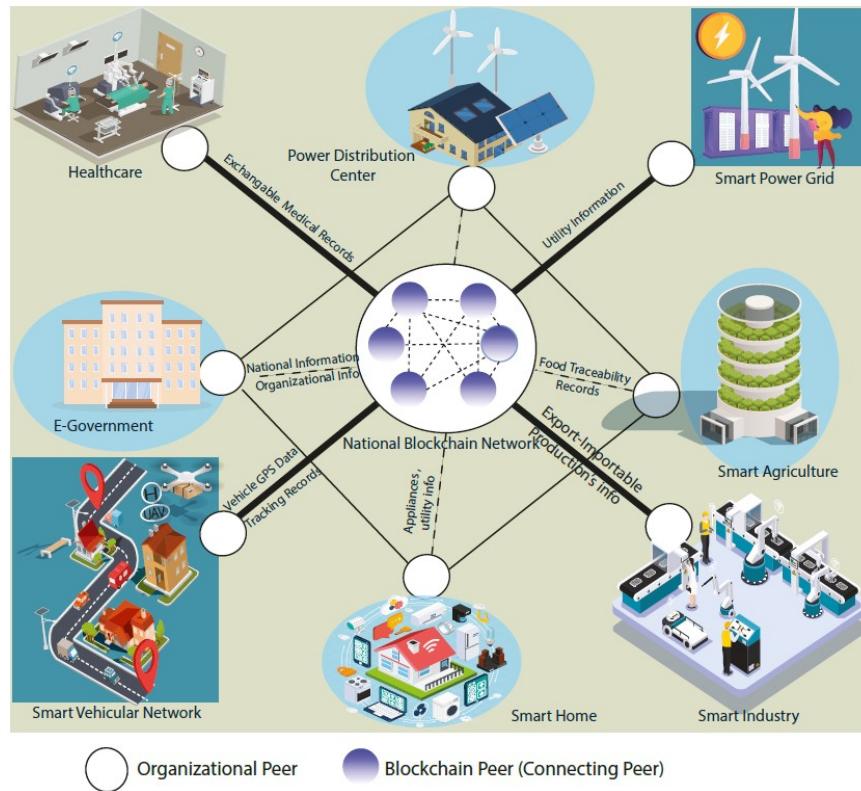 Healthcare
Power Distribution
Center
Smart Power Grid
Exchangable Medical Records
Utility Information
National Information
Organizational Info
Food Traceability
Records
E-Government
National Blockchain Network
Smart Agriculture
Vehicle GPS Data
Tracking Records
Appliances,
utility info
Export-Importable
Production's Info
H
UAV
Smart Vehicular Network
Smart Home
Smart Industry
Organizational Peer
Blockchain Peer (Connecting Peer)